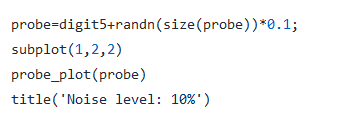 probe=digit5+randn(size(probe))*0.1;
subplot(1,2,2)
probe_plot(probe)
title('Noise level: 10%')